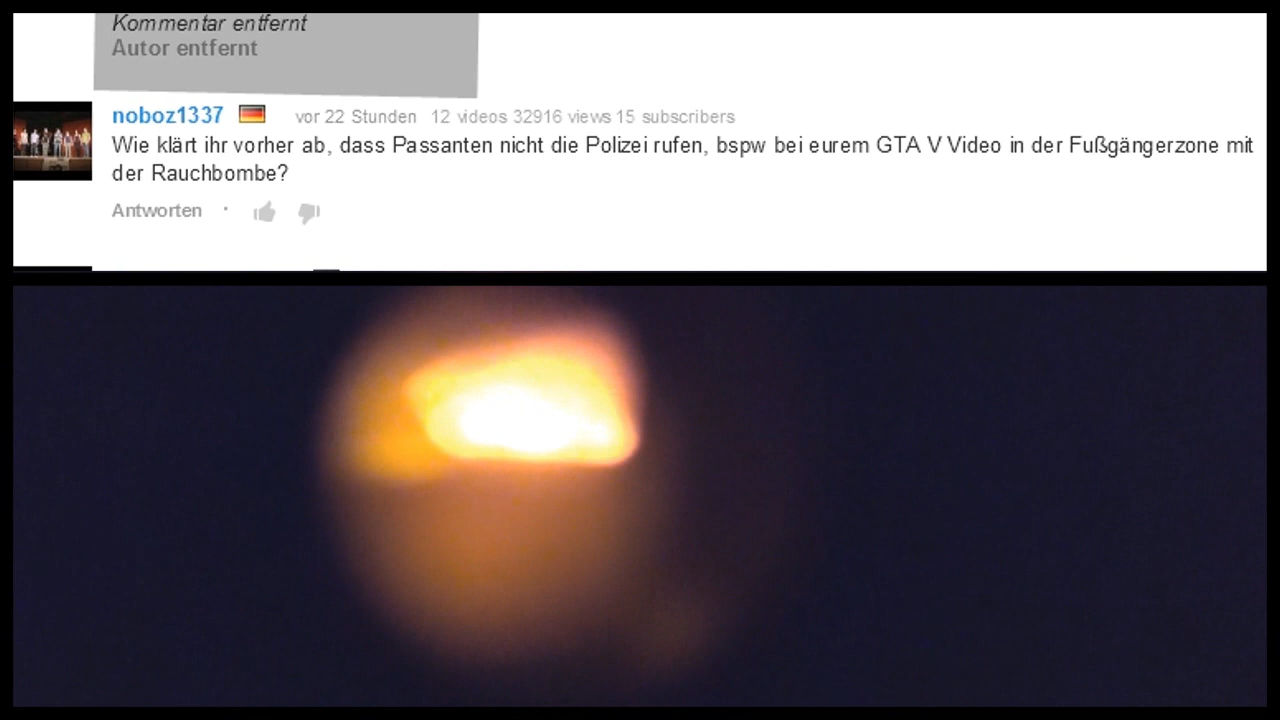 Kommentar entfernt
Autor entfernt
noboz1337 vor 22 Stunden 12 videos 32916 views 15 subscribers
Wie klärt ihr vorher ab, dass Passanten nicht die Polizei rufen, bspw bei eurem GTA V Video in der Fußgängerzone mit
der Rauchbombe?
Antworten ·